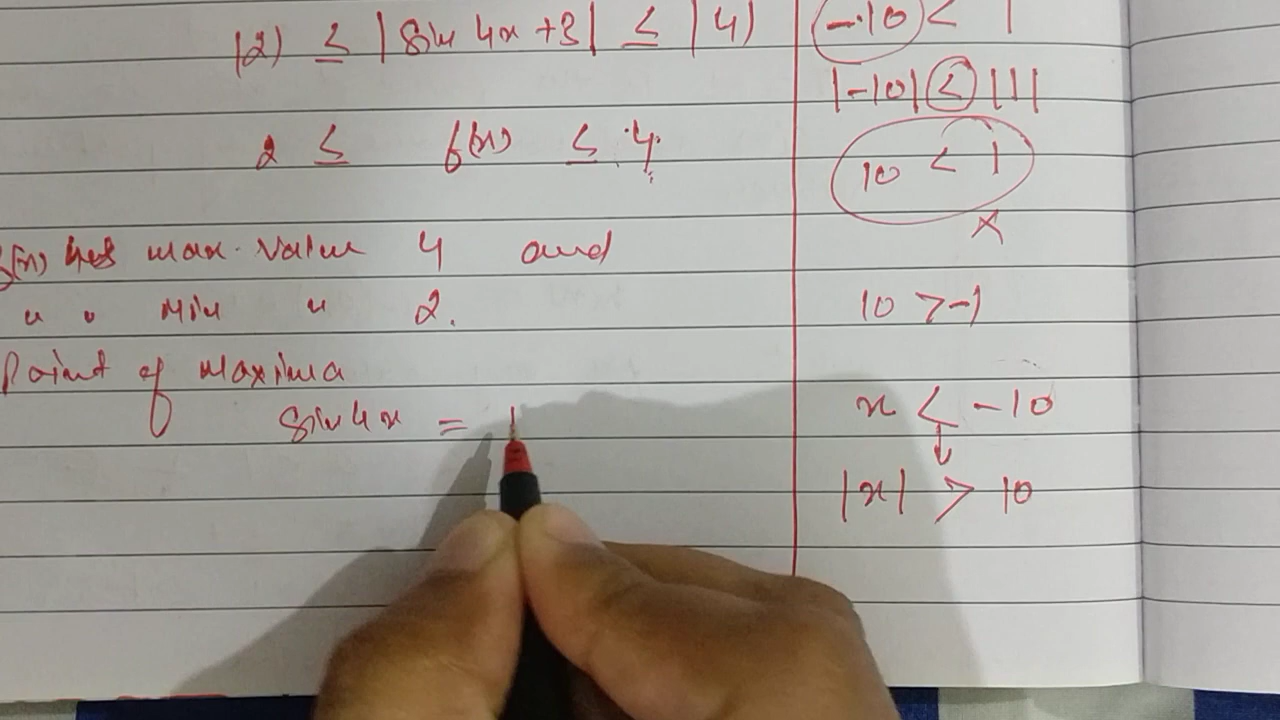 |2| ≤ |Sin 4x + 3| ≤ |4|
2 ≤ f(x) ≤ 4
f(x) has max. Value 4 and
" " Min " 2.
Point of Maxima
Sin 4x = 1
-10 < 1
|-10| < |1|
10 < 1
×
10 > -1
x < -10
|x| > 10